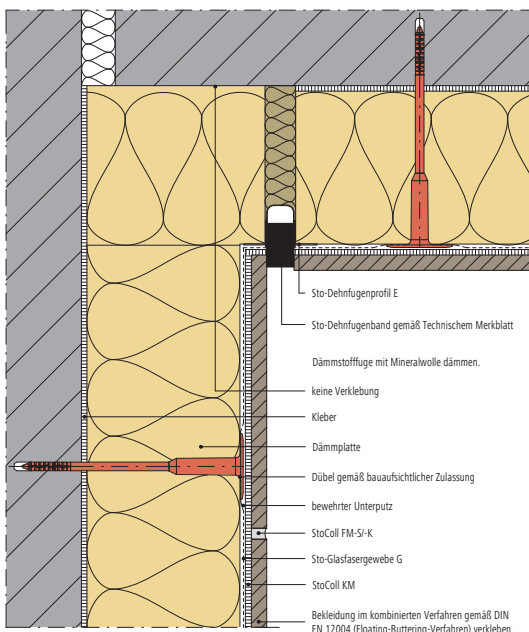 Sto-Dehnfugenprofil E
Sto-Dehnfugenband gemäß Technischem Merkblatt
Dämmstofffuge mit Mineralwolle dämmen.
keine Verklebung
Kleber
Dämmplatte
Dübel gemäß bauaufsichtlicher Zulassung
bewehrter Unterputz
StoColl FM-S/-K
Sto-Glasfasergewebe G
StoColl KM
Bekleidung im kombinierten Verfahren gemäß DIN
EN 12004 (Floating-Buttering-Verfahren) verkleben